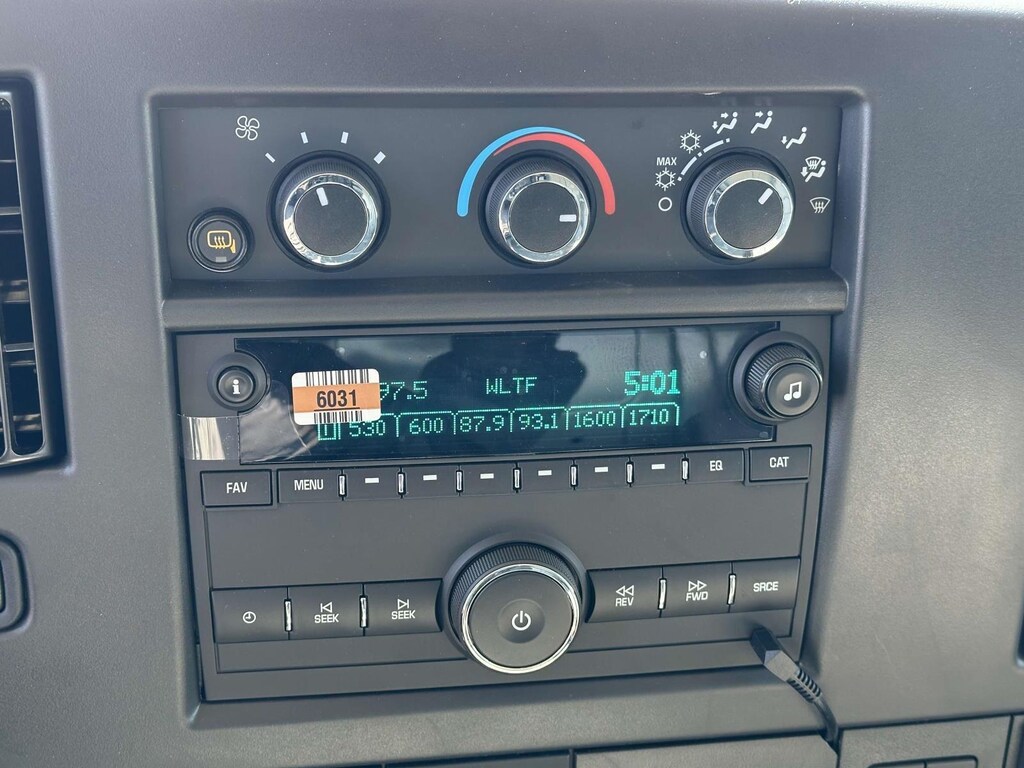 MAX
97.5 WLTF 5:01
6031
530 600 87.9 93.1 1600 1710
i
FAV MENU EQ CAT
SEEK SEEK REV FWD SRCE